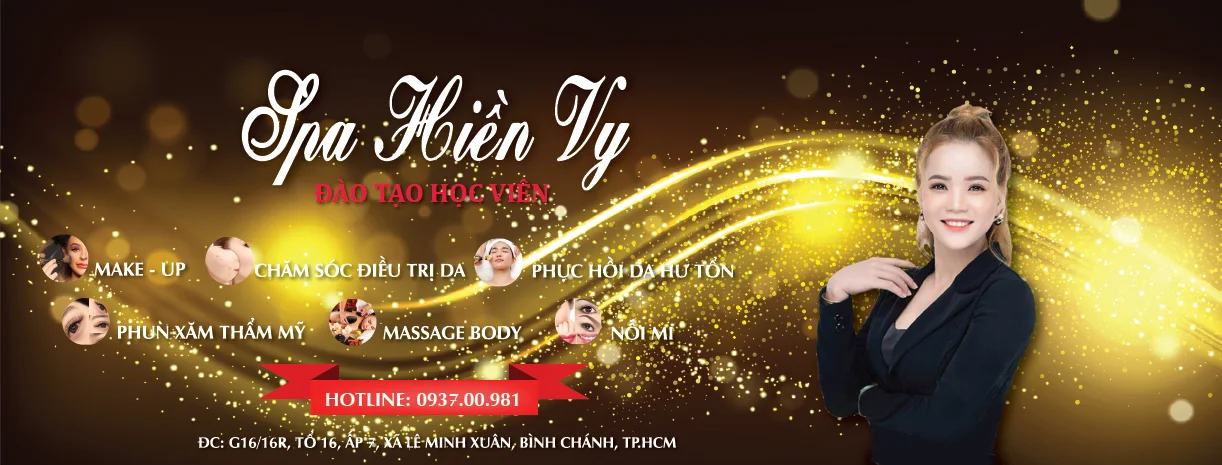 Spa Hiền Vy
ĐÀO TẠO HỌC VIÊN
MAKE - UP
CHĂM SÓC ĐIỀU TRỊ DA
PHỤC HỒI DA HƯ TỔN
PHUN XĂM THẨM MỸ
MASSAGE BODY
NỐI MI
HOTLINE: 0937.00.981
ĐC: G16/16R, TỔ 16, ẤP 7, XÃ LÊ MINH XUÂN, BÌNH CHÁNH, TP.HCM